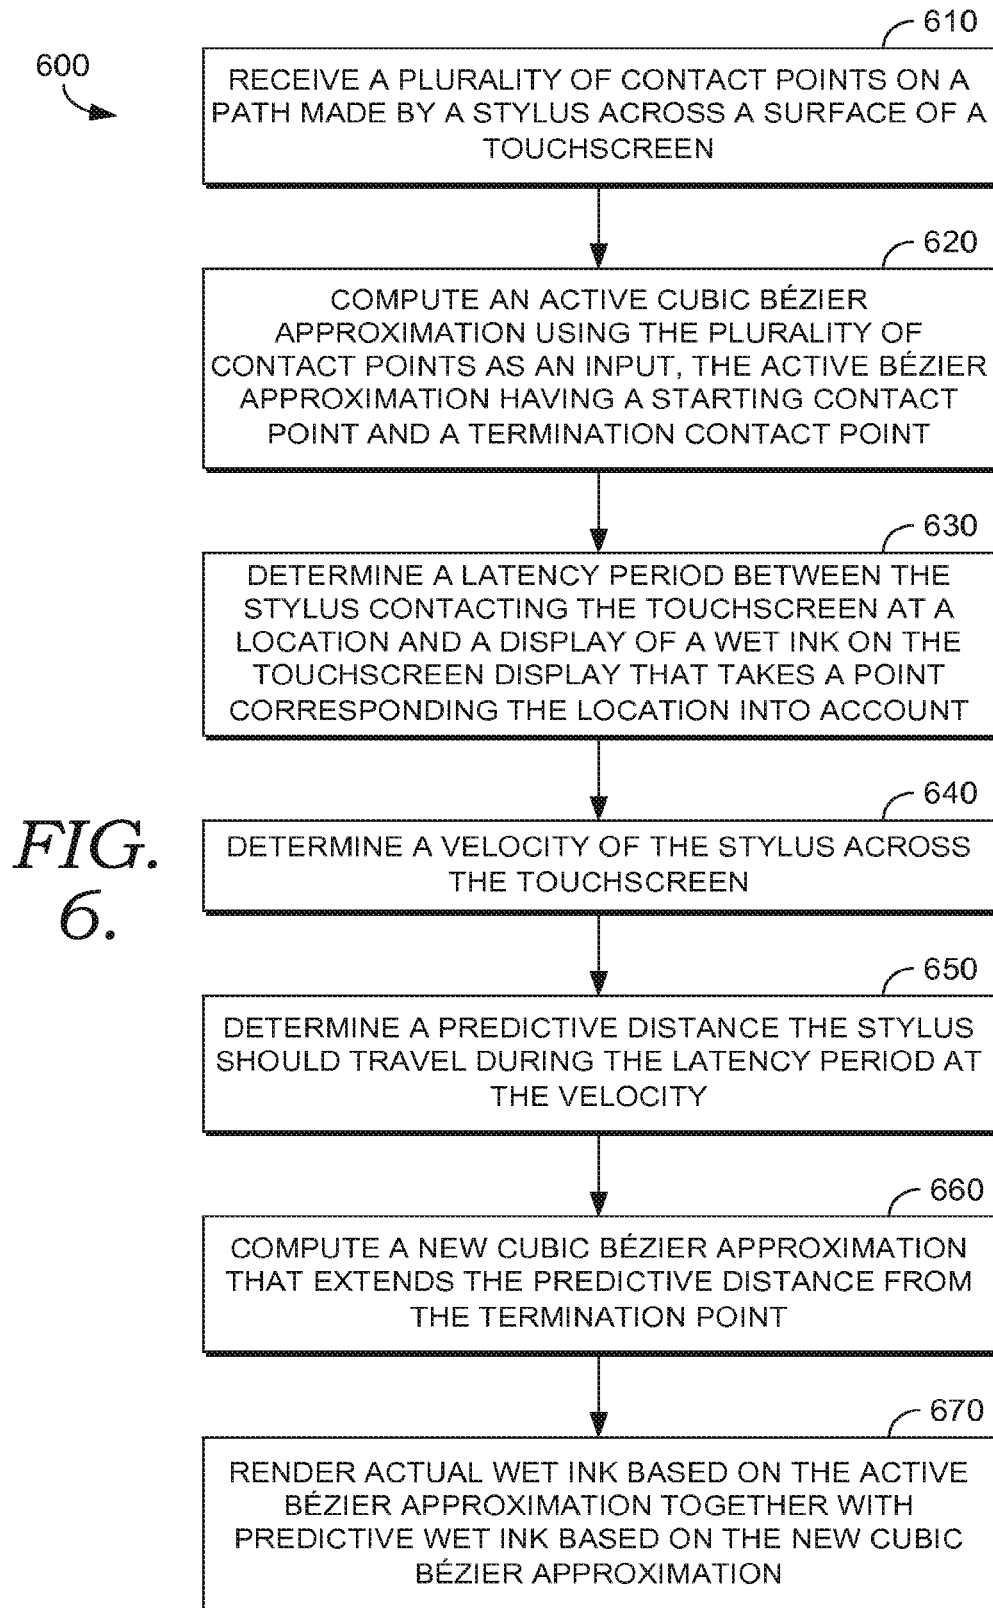 600
610
RECEIVE A PLURALITY OF CONTACT POINTS ON A
PATH MADE BY A STYLUS ACROSS A SURFACE OF A
TOUCHSCREEN
620
COMPUTE AN ACTIVE CUBIC BÉZIER
APPROXIMATION USING THE PLURALITY OF
CONTACT POINTS AS AN INPUT, THE ACTIVE BÉZIER
APPROXIMATION HAVING A STARTING CONTACT
POINT AND A TERMINATION CONTACT POINT
630
DETERMINE A LATENCY PERIOD BETWEEN THE
STYLUS CONTACTING THE TOUCHSCREEN AT A
LOCATION AND A DISPLAY OF A WET INK ON THE
TOUCHSCREEN DISPLAY THAT TAKES A POINT
CORRESPONDING THE LOCATION INTO ACCOUNT
640
DETERMINE A VELOCITY OF THE STYLUS ACROSS
THE TOUCHSCREEN
FIG.
6.
650
DETERMINE A PREDICTIVE DISTANCE THE STYLUS
SHOULD TRAVEL DURING THE LATENCY PERIOD AT
THE VELOCITY
660
COMPUTE A NEW CUBIC BÉZIER APPROXIMATION
THAT EXTENDS THE PREDICTIVE DISTANCE FROM
THE TERMINATION POINT
670
RENDER ACTUAL WET INK BASED ON THE ACTIVE
BÉZIER APPROXIMATION TOGETHER WITH
PREDICTIVE WET INK BASED ON THE NEW CUBIC
BÉZIER APPROXIMATION